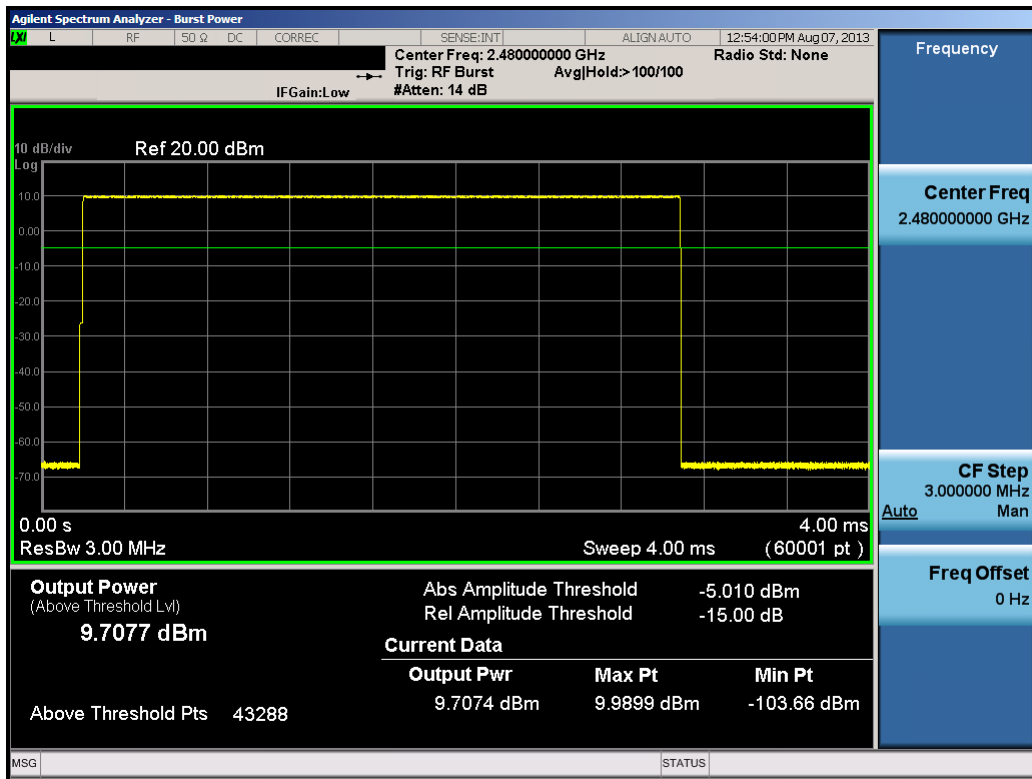 Agilent Spectrum Analyzer - Burst Power
LXI L RF 50 Ω DC CORREC SENSE:INT ALIGN AUTO 12:54:00 PM Aug 07, 2013
Center Freq: 2.480000000 GHz Radio Std: None
Trig: RF Burst Avg|Hold:>100/100
IFGain:Low #Atten: 14 dB
Frequency
10 dB/div Ref 20.00 dBm
Log
10.0
0.00
-10.0
-20.0
-30.0
-40.0
-50.0
-60.0
-70.0
0.00 s 4.00 ms
ResBw 3.00 MHz Sweep 4.00 ms (60001 pt )
Center Freq
2.480000000 GHz
CF Step
3.000000 MHz
Auto Man
Freq Offset
0 Hz
Output Power
(Above Threshold Lvl)
9.7077 dBm
Above Threshold Pts 43288
Abs Amplitude Threshold -5.010 dBm
Rel Amplitude Threshold -15.00 dB
Current Data
Output Pwr Max Pt Min Pt
9.7074 dBm 9.9899 dBm -103.66 dBm
MSG STATUS